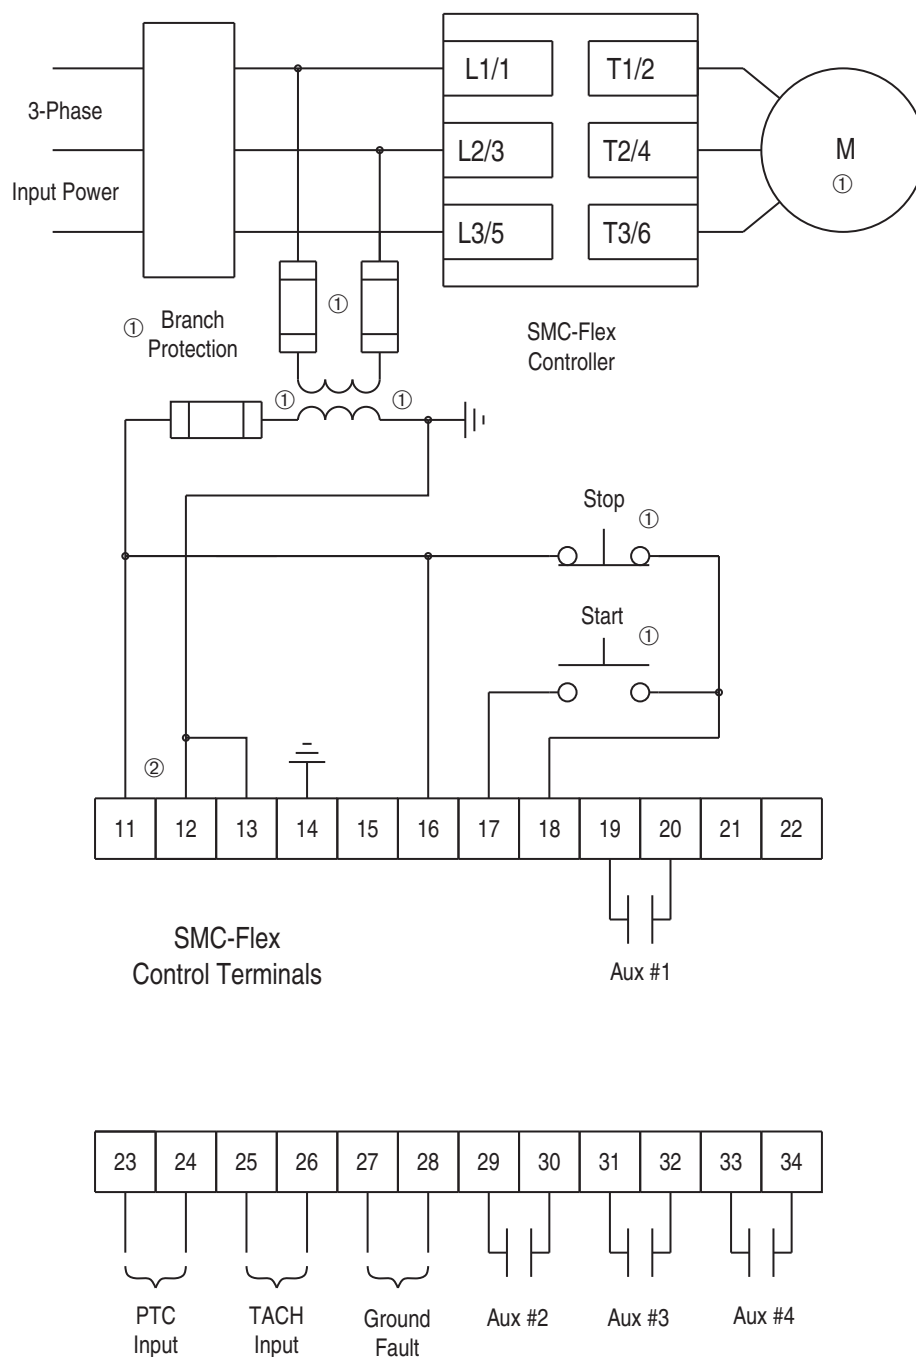 L1/1 T1/2
3-Phase
L2/3 T2/4 M
①
Input Power
L3/5 T3/6
①
① Branch
Protection
SMC-Flex
Controller
① ①
Stop
①
Start
①
②
11 12 13 14 15 16 17 18 19 20 21 22
SMC-Flex
Control Terminals
Aux #1
23 24 25 26 27 28 29 30 31 32 33 34
PTC
Input
TACH
Input
Ground
Fault
Aux #2
Aux #3
Aux #4